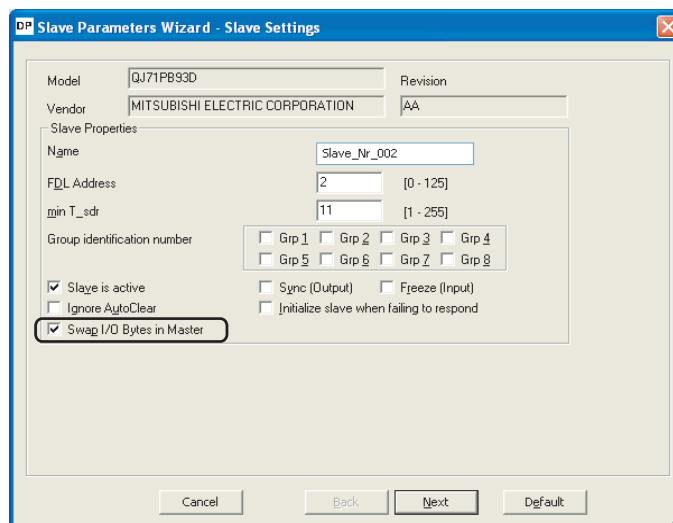 DP Slave Parameters Wizard - Slave Settings
Model QJ71PB93D Revision
Vendor MITSUBISHI ELECTRIC CORPORATION AA
Slave Properties
Name Slave_Nr_002
FDL Address 2 [0 - 125]
min T_sdr 11 [1 - 255]
Group identification number Grp 1 Grp 2 Grp 3 Grp 4
Grp 5 Grp 6 Grp 7 Grp 8
Slave is active Sync (Output) Freeze (Input)
Ignore AutoClear Initialize slave when failing to respond
Swap I/O Bytes in Master
Cancel Back Next Default